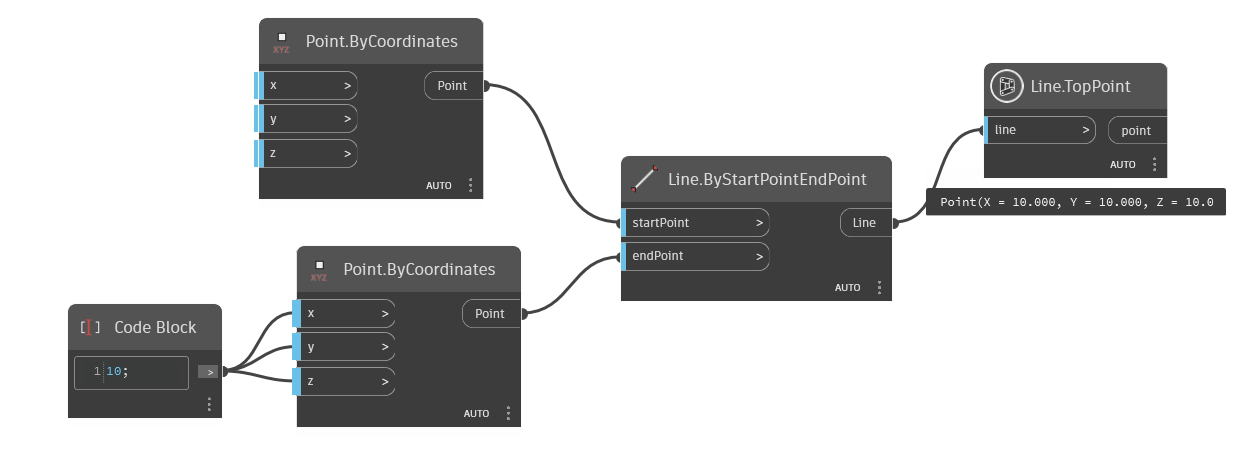 XYZ Point.ByCoordinates
x >
Point
y >
z >
AUTO
Line.TopPoint
line >
point
AUTO
Point(X = 10.000, Y = 10.000, Z = 10.0
Line.ByStartPointEndPoint
startPoint >
Line
endPoint >
AUTO
XYZ Point.ByCoordinates
x >
Point
y >
z >
AUTO
[I] Code Block
1 10;
>